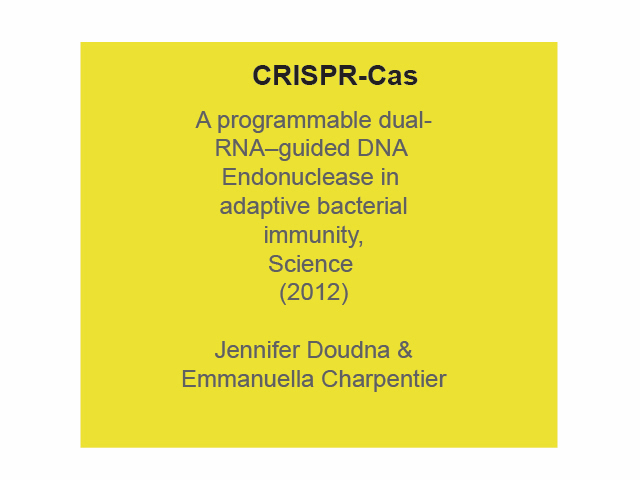 CRISPR-Cas
A programmable dual-
RNA–guided DNA
Endonuclease in
adaptive bacterial
immunity,
Science
(2012)
Jennifer Doudna &
Emmanuella Charpentier